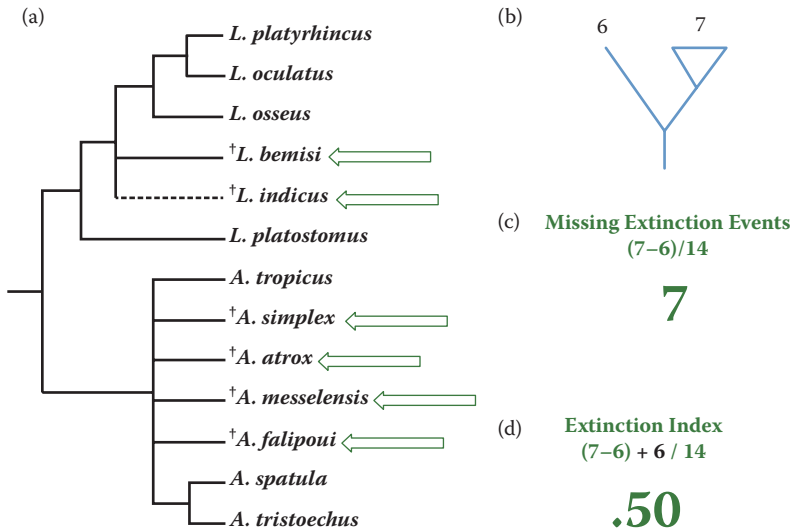 (a)
L. platyrhincus
L. oculatus
L. osseus
†L. bemisi
†L. indicus
L. platostomus
A. tropicus
†A. simplex
†A. atrox
†A. messelensis
†A. falipoui
A. spatula
A. tristoechus
(b)
6 7
(c) Missing Extinction Events
(7–6)/14
7
(d) Extinction Index
(7–6) + 6 / 14
.50